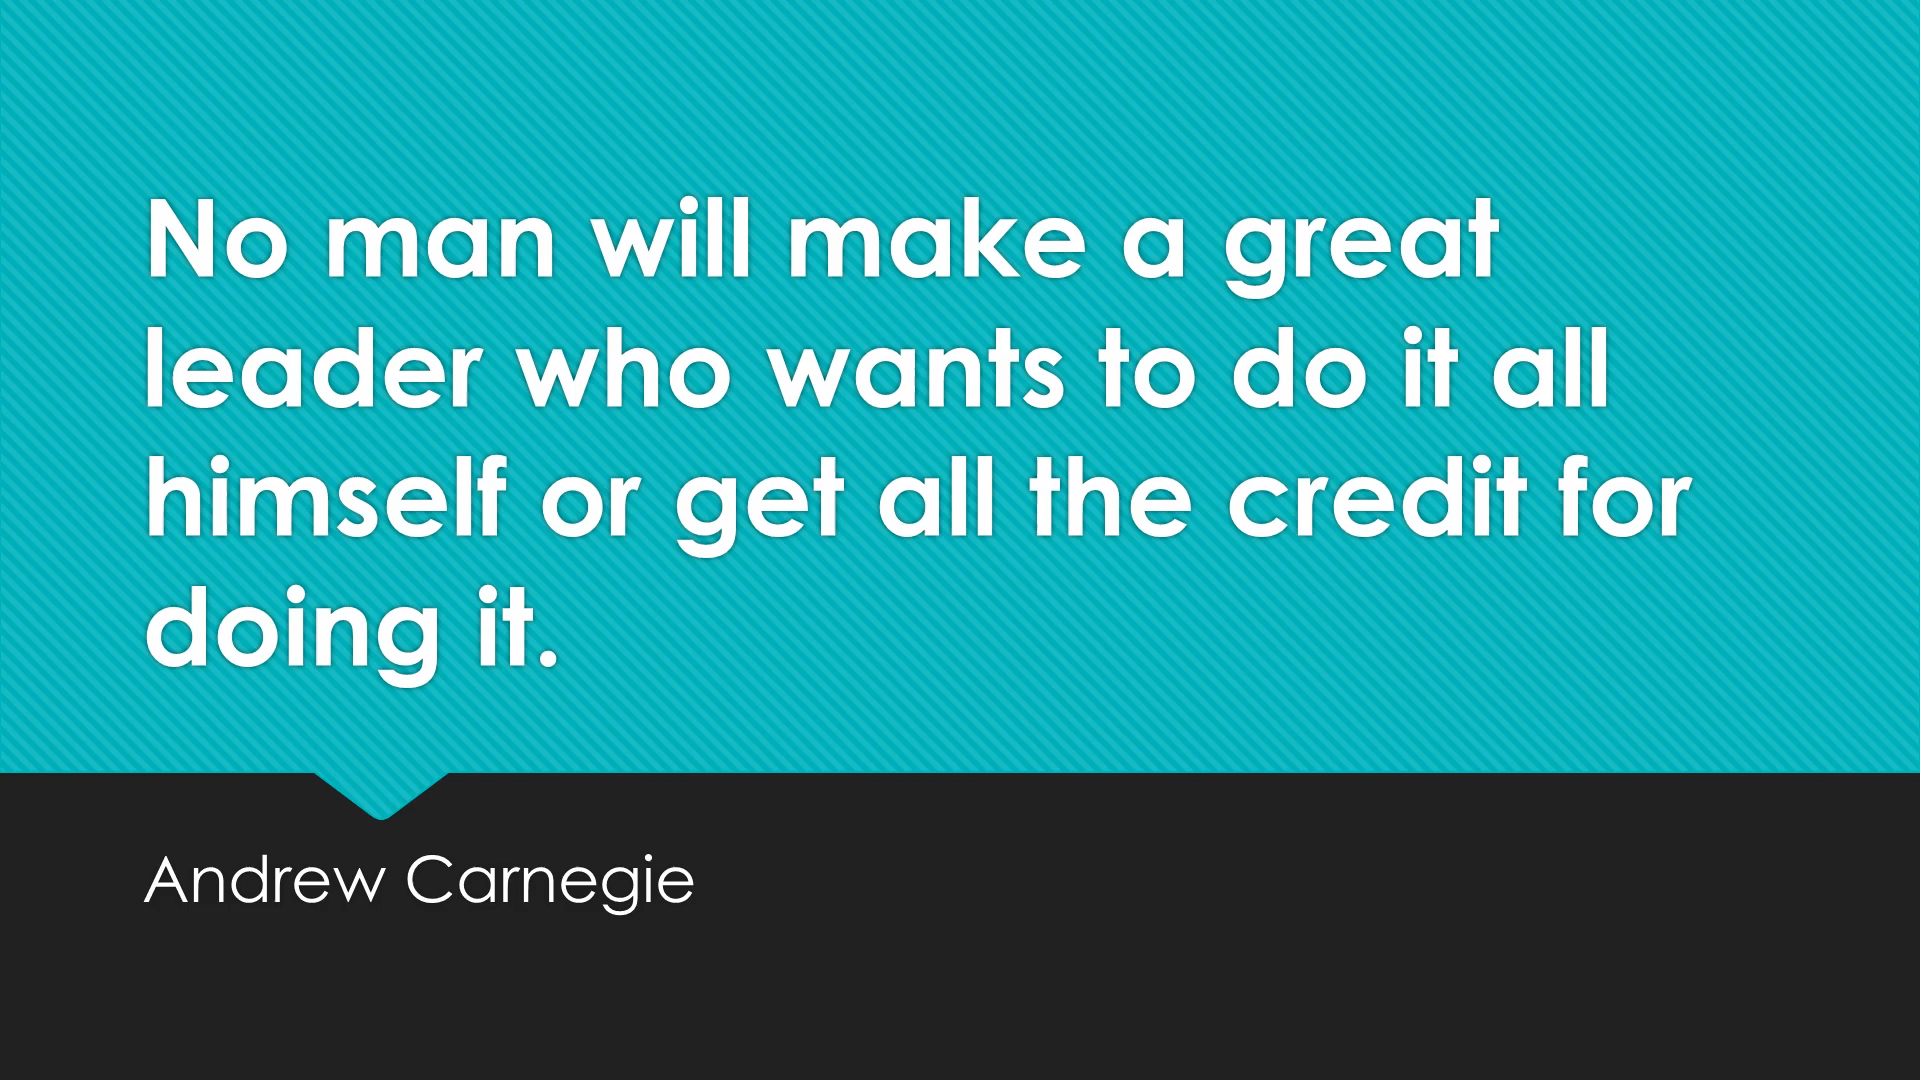 No man will make a great
leader who wants to do it all
himself or get all the credit for
doing it.
Andrew Carnegie